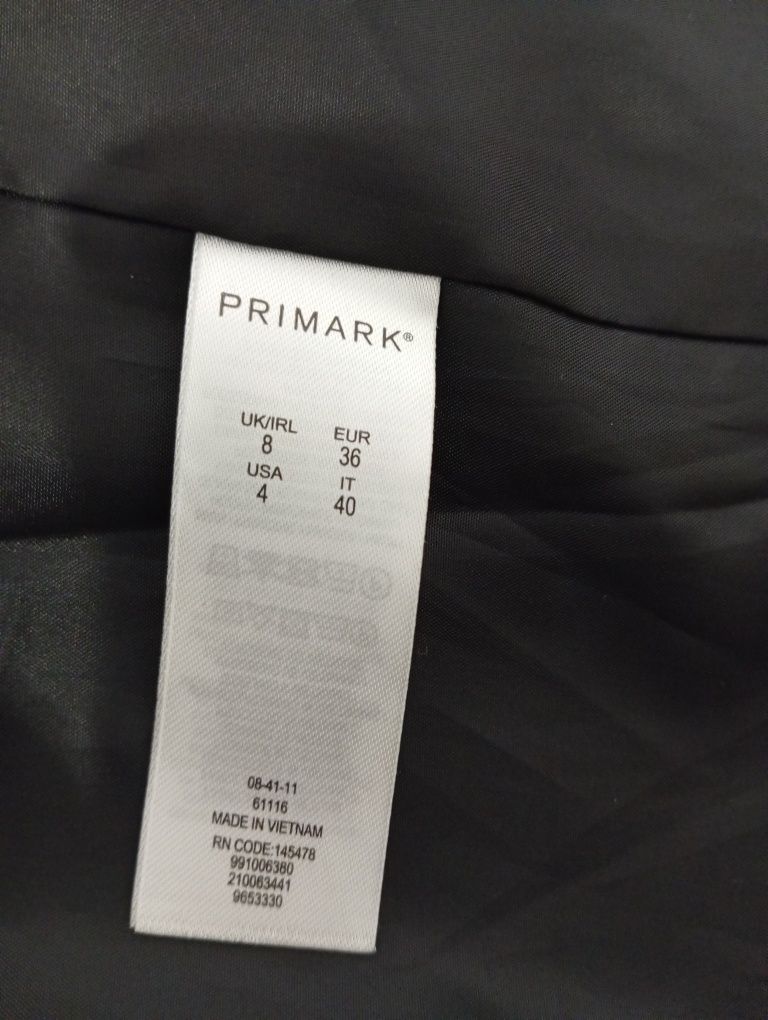 PRIMARK®
UK/IRL EUR
8 36
USA IT
4 40
08-41-11
61116
MADE IN VIETNAM
RN CODE:145478
991006380
210063441
9653330